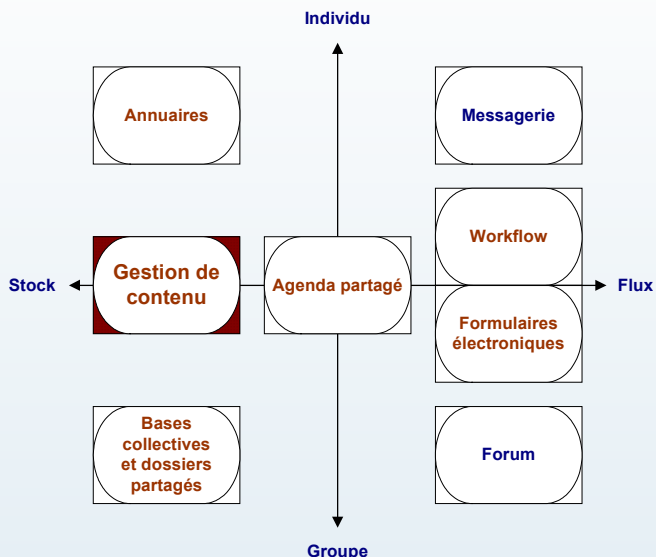 Individu
Annuaires
Messagerie
Workflow
Stock
Gestion de
contenu
Agenda partagé
Flux
Formulaires
électroniques
Bases
collectives
et dossiers
partagés
Forum
Groupe